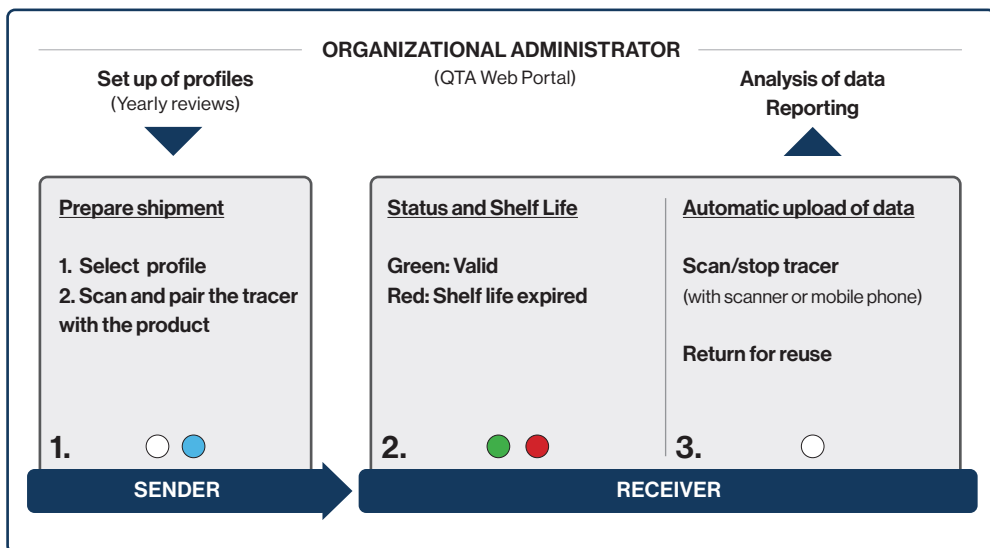 ORGANIZATIONAL ADMINISTRATOR
(QTA Web Portal)
Set up of profiles
(Yearly reviews)
Analysis of data
Reporting
Prepare shipment
1. Select profile
2. Scan and pair the tracer
with the product
1.
Status and Shelf Life
Green: Valid
Red: Shelf life expired
2.
Automatic upload of data
Scan/stop tracer
(with scanner or mobile phone)
Return for reuse
3.
SENDER
RECEIVER